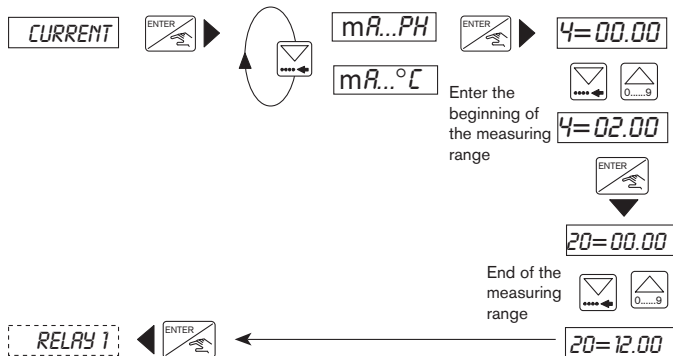 CURRENT
ENTER
mA...PH
mA...°C
ENTER
4=00.00
Enter the
beginning of
the measuring
range
0......9
4=02.00
ENTER
20=00.00
End of the
measuring
range
0......9
20=12.00
ENTER
RELAY 1